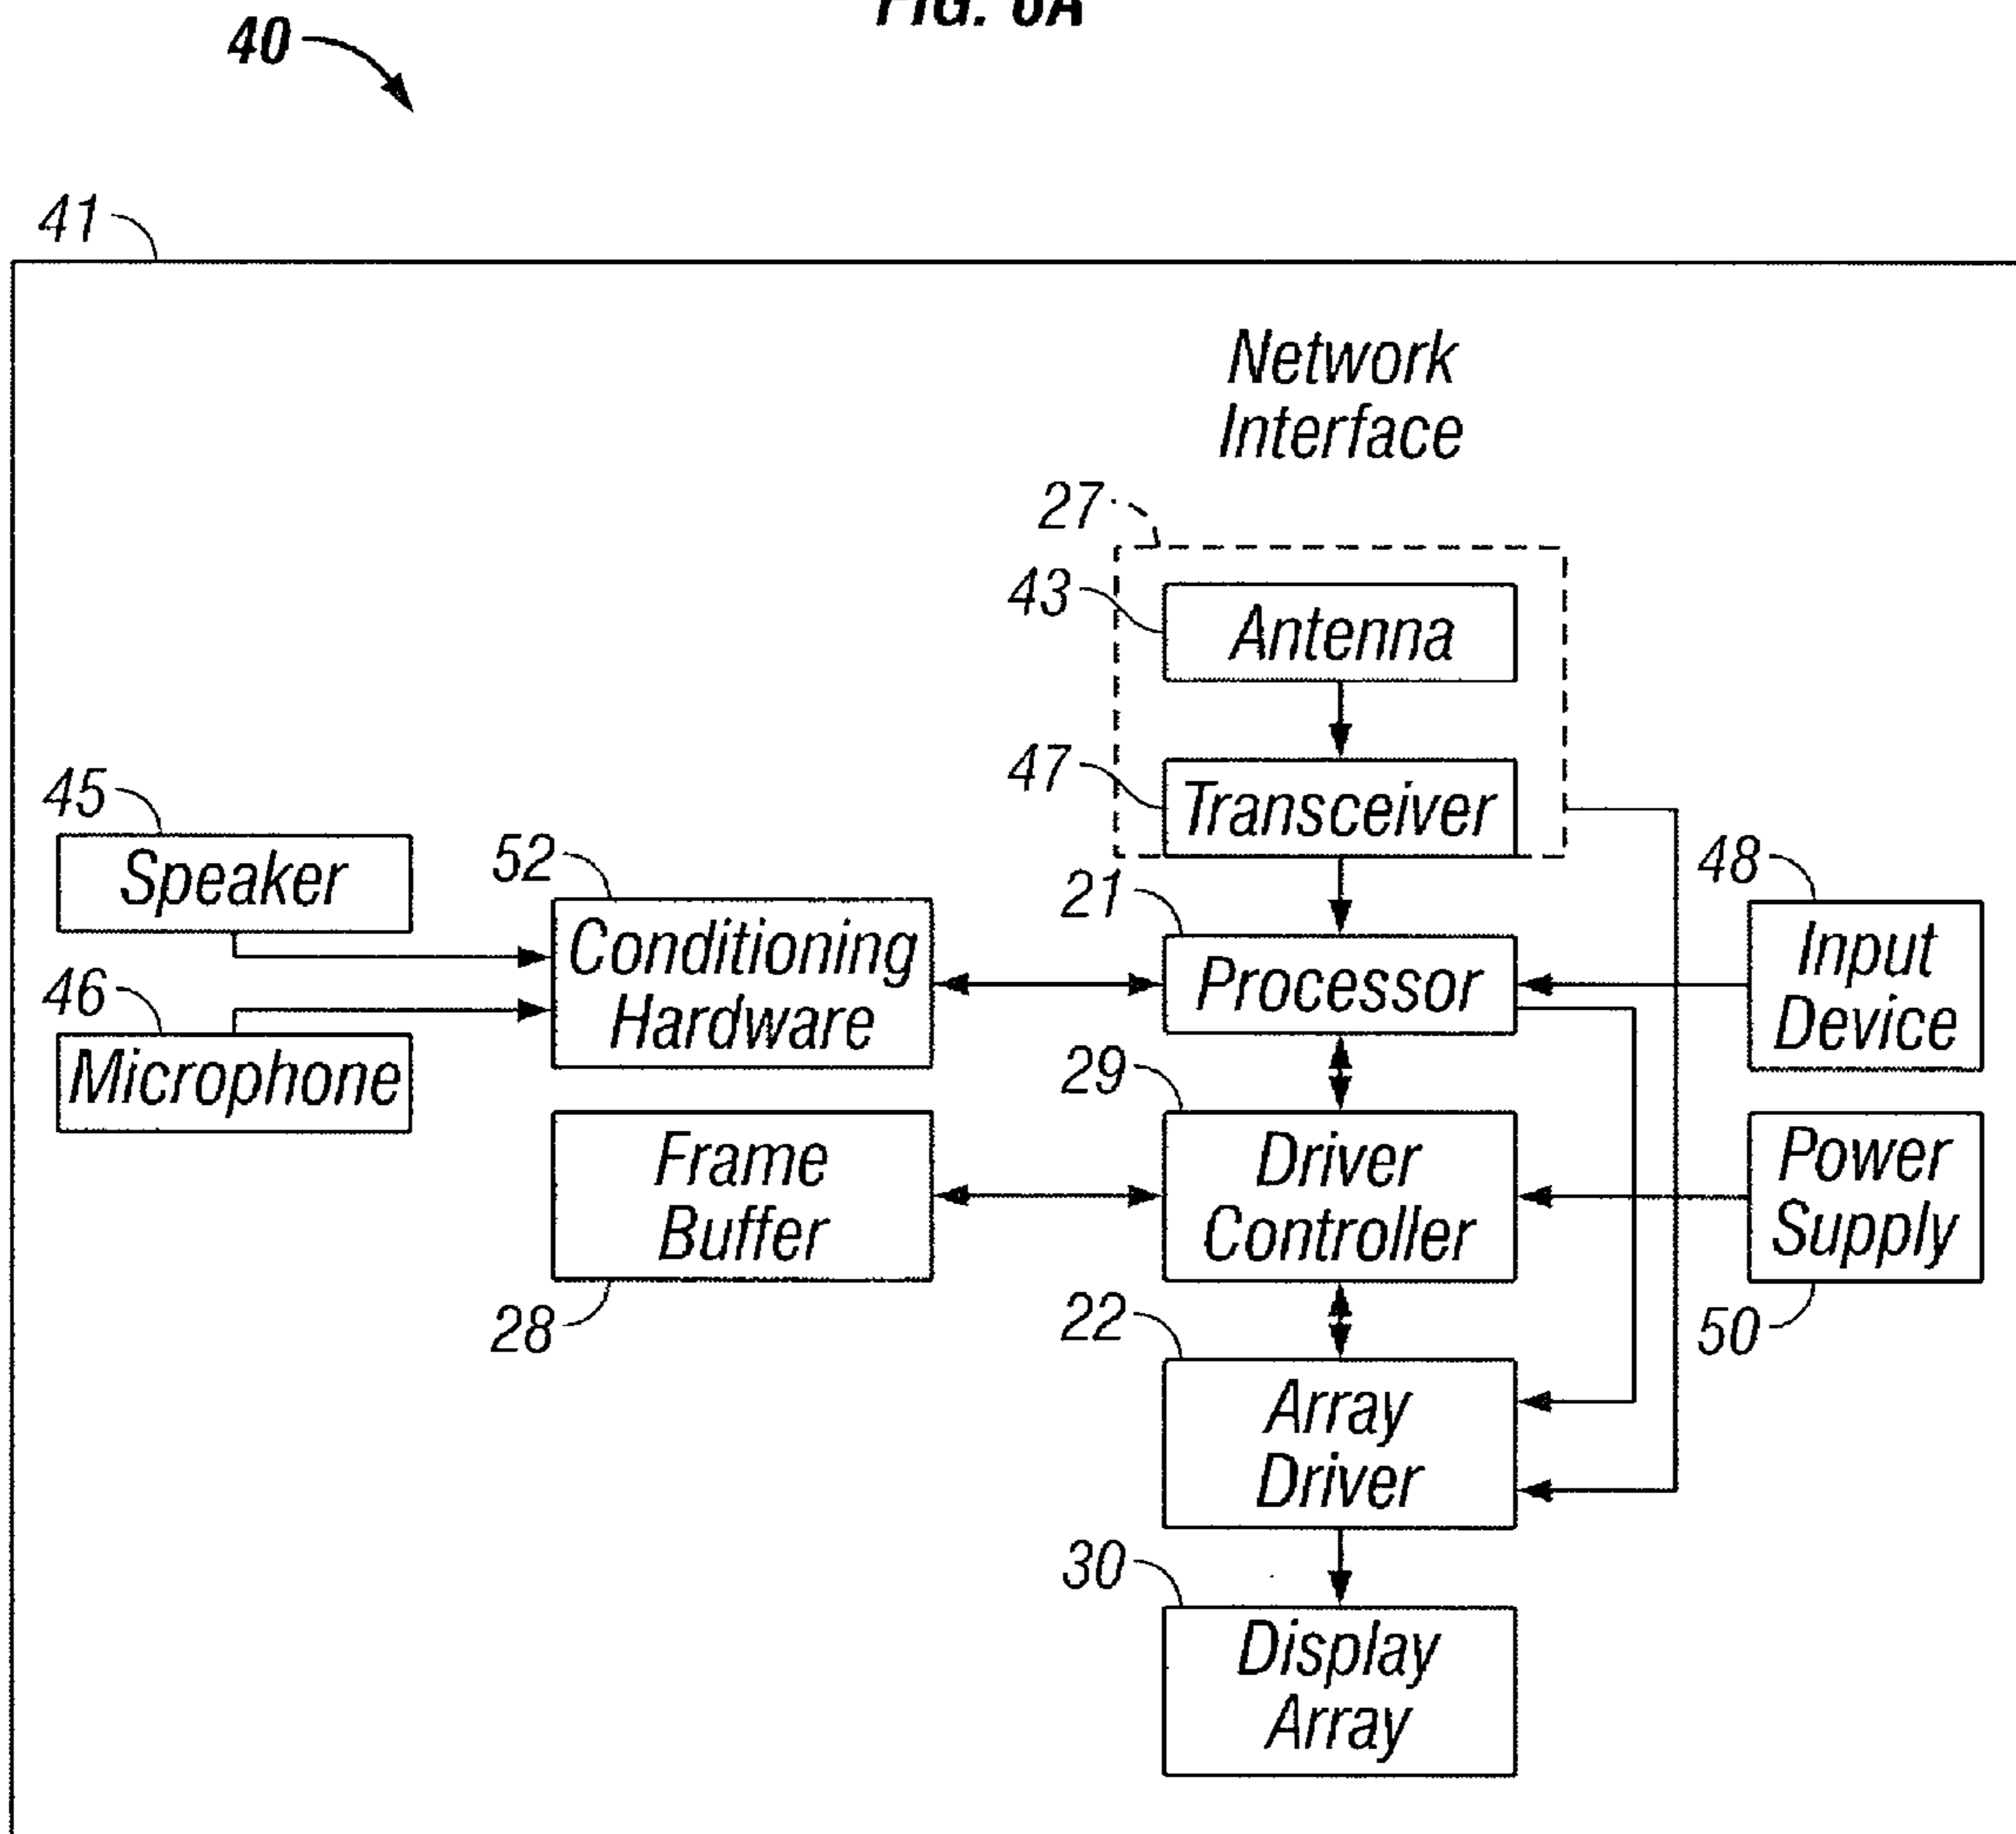 40
41
Network
Interface
27
43
Antenna
47
Transceiver
45
Speaker
52
Conditioning
Hardware
21
Processor
48
Input
Device
46
Microphone
29
Driver
Controller
Frame
Buffer
28
Power
Supply
50
22
Array
Driver
30
Display
Array